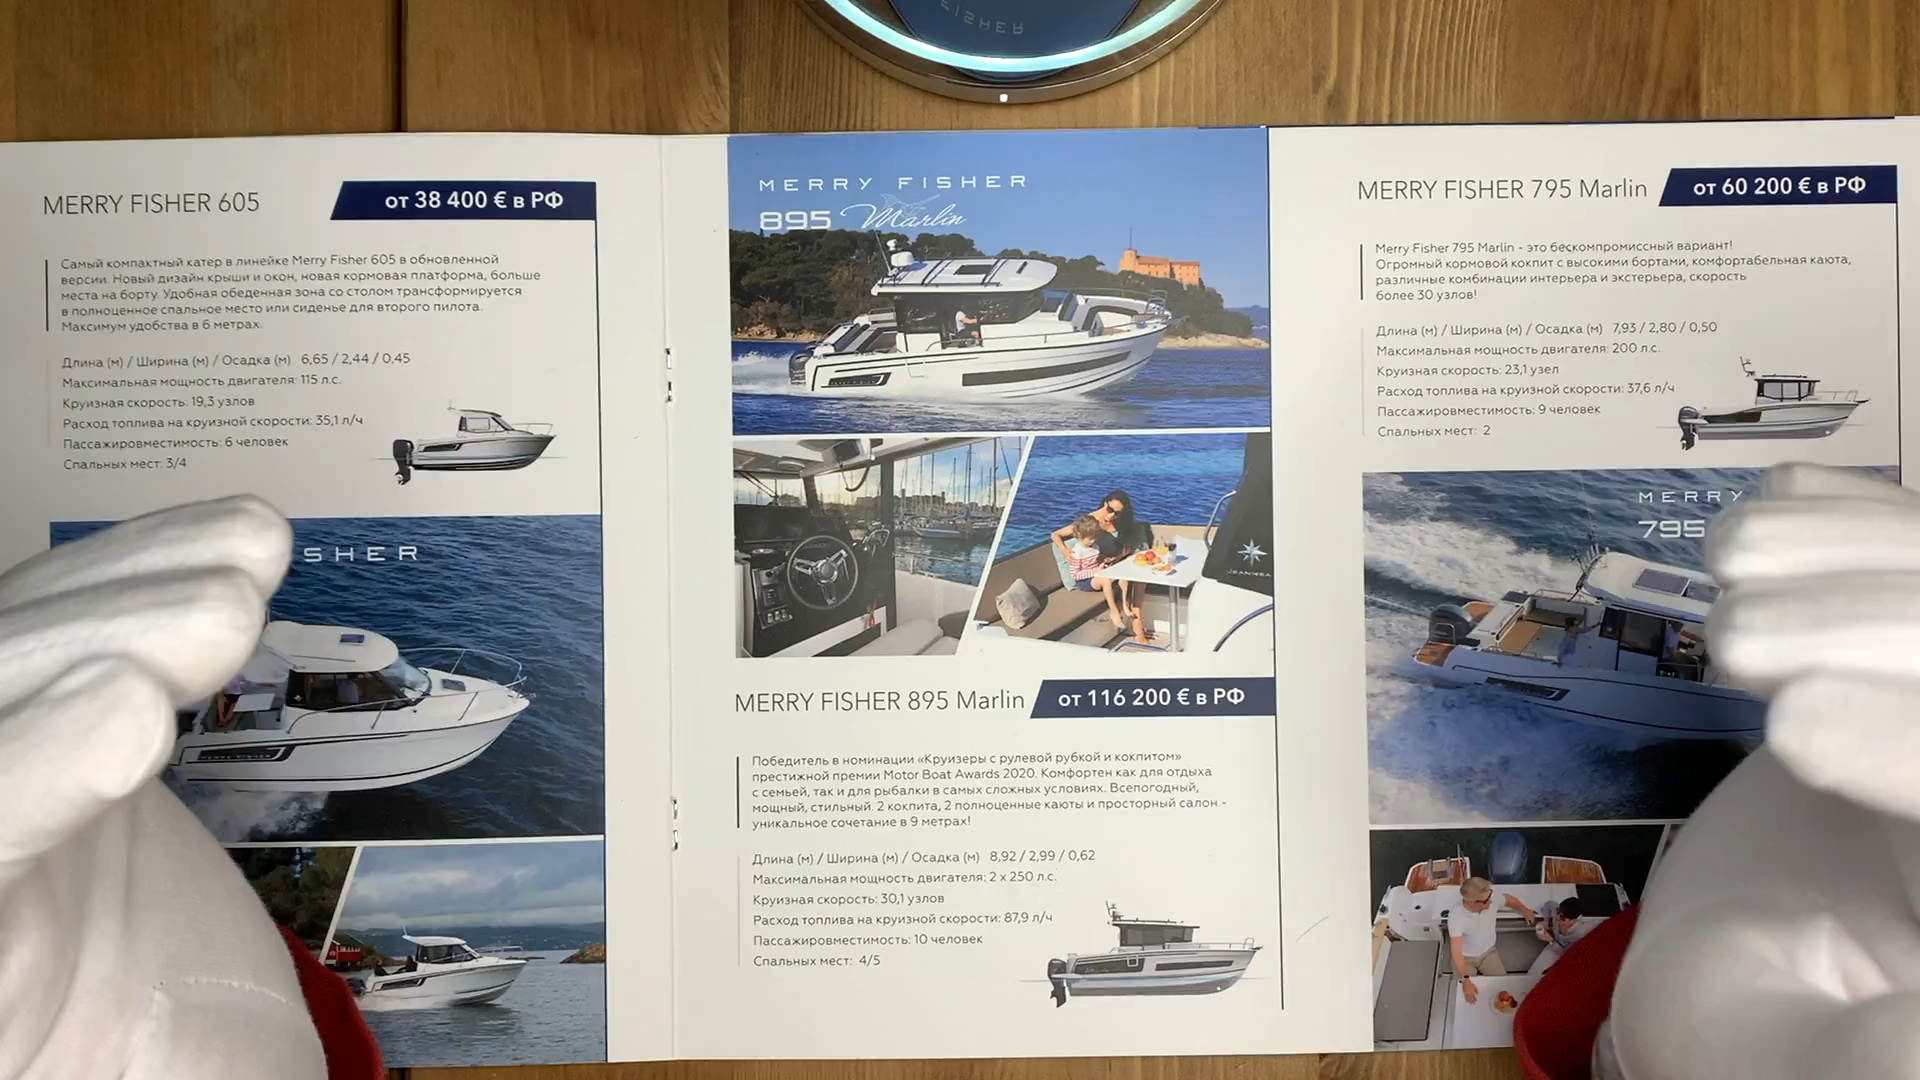 FISHER
MERRY FISHER 605
от 38 400 € в РФ
Самый компактный катер в линейке Merry Fisher 605 в обновленной
версии. Новый дизайн крыши и окон, новая кормовая платформа, больше
места на борту. Удобная обеденная зона со столом трансформируется
в полноценное спальное место или сиденье для второго пилота.
Максимум удобства в 6 метрах.
Длина (м) / Ширина (м) / Осадка (м) 6,65 / 2,44 / 0,45
Максимальная мощность двигателя: 115 л.с.
Круизная скорость: 19,3 узлов
Расход топлива на круизной скорости: 35,1 л/ч
Пассажировместимость: 6 человек
Спальных мест: 3/4
SHER
MERRY FISHER
895 Marlin
MERRY FISHER 895 Marlin
от 116 200 € в РФ
Победитель в номинации «Круизеры с рулевой рубкой и кокпитом»
престижной премии Motor Boat Awards 2020. Комфортен как для отдыха
с семьей, так и для рыбалки в самых сложных условиях. Всепогодный,
мощный, стильный. 2 кокпита, 2 полноценные каюты и просторный салон -
уникальное сочетание в 9 метрах!
Длина (м) / Ширина (м) / Осадка (м) 8,92 / 2,99 / 0,62
Максимальная мощность двигателя: 2 x 250 л.с.
Круизная скорость: 30,1 узлов
Расход топлива на круизной скорости: 87,9 л/ч
Пассажировместимость: 10 человек
Спальных мест: 4/5
MERRY FISHER 795 Marlin
от 60 200 € в РФ
Merry Fisher 795 Marlin - это бескомпромиссный вариант!
Огромный кормовой кокпит с высокими бортами, комфортабельная каюта,
различные комбинации интерьера и экстерьера, скорость
более 30 узлов!
Длина (м) / Ширина (м) / Осадка (м) 7,93 / 2,80 / 0,50
Максимальная мощность двигателя: 200 л.с.
Круизная скорость: 23,1 узел
Расход топлива на круизной скорости: 37,6 л/ч
Пассажировместимость: 9 человек
Спальных мест: 2
MERRY
795